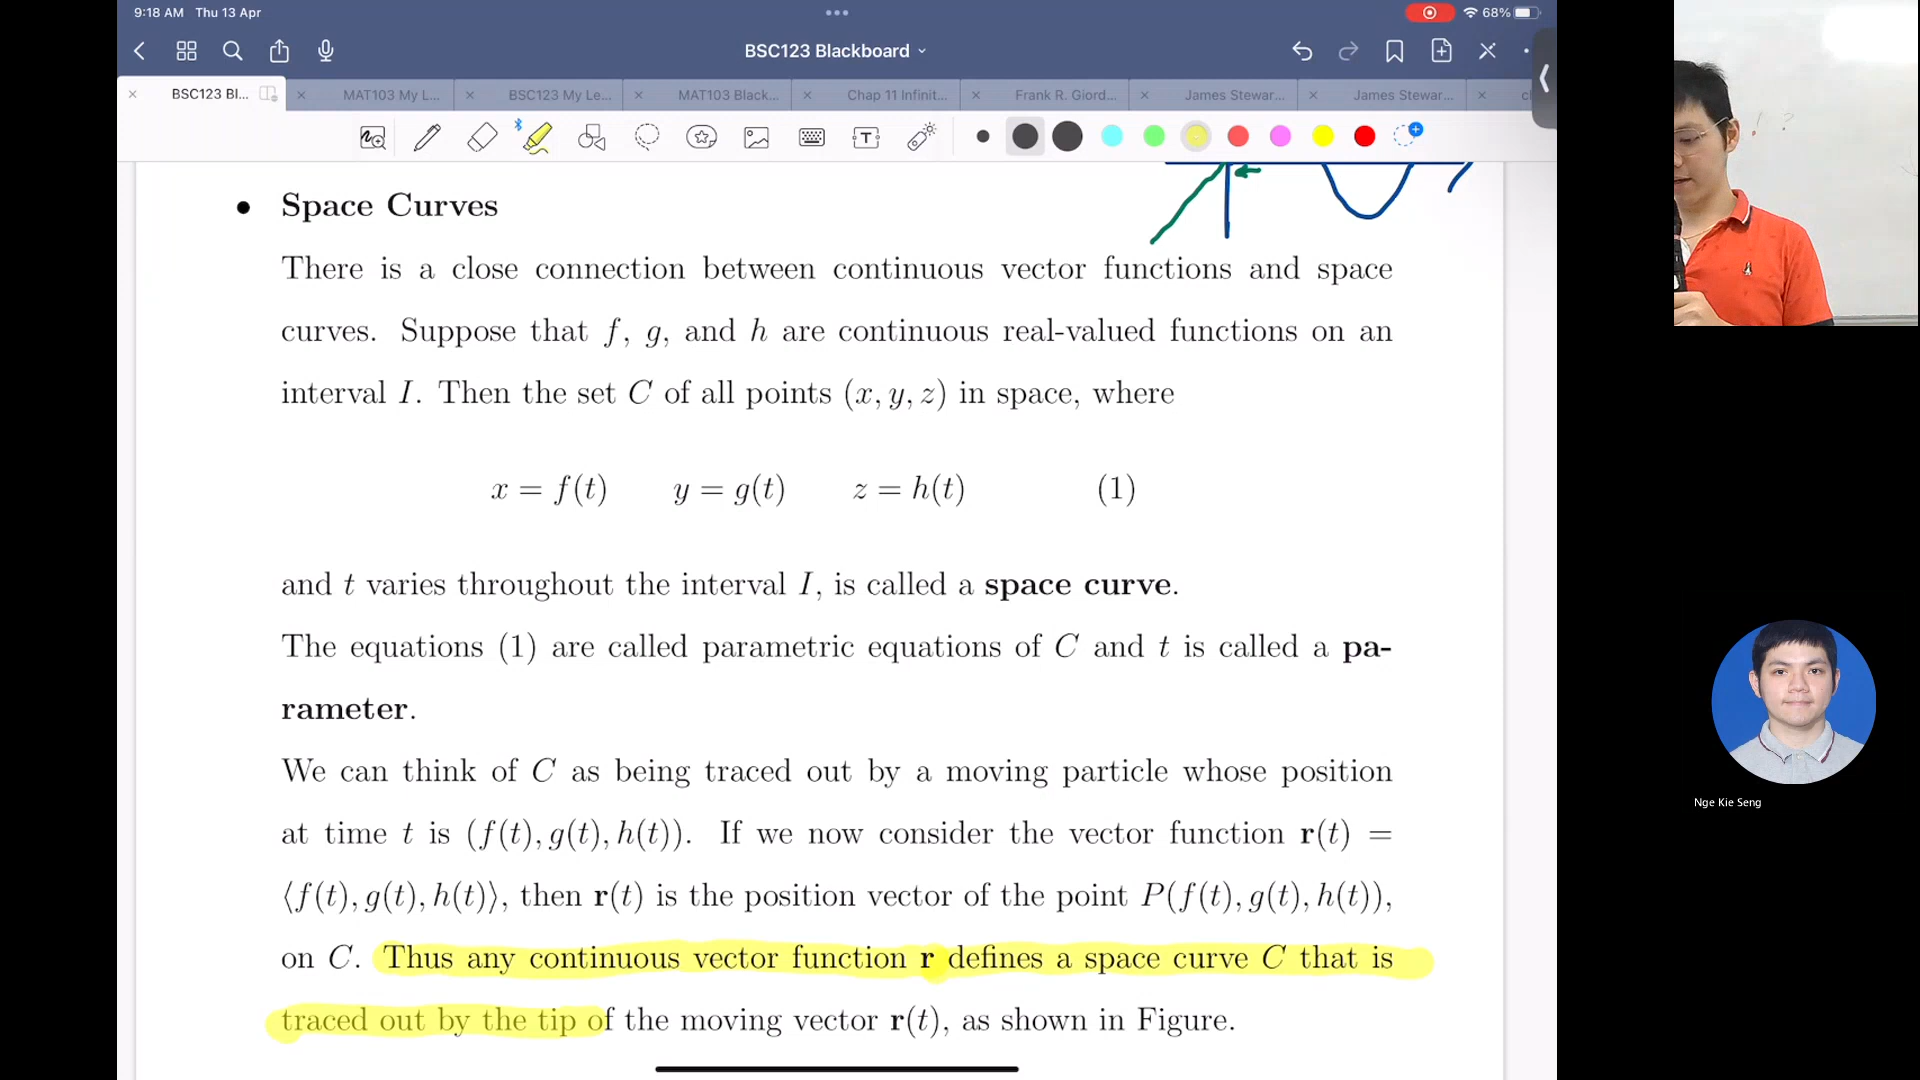 9:18 AM Thu 13 Apr
68%
BSC123 Blackboard
BSC123 Bl...
MAT103 My L...
BSC123 My Le...
MAT103 Black...
Chap 11 Infinit...
Frank R. Giord...
James Stewar...
James Stewar...
• Space Curves
There is a close connection between continuous vector functions and space
curves. Suppose that f, g, and h are continuous real-valued functions on an
interval I. Then the set C of all points (x, y, z) in space, where
x = f(t) y = g(t) z = h(t) (1)
and t varies throughout the interval I, is called a space curve.
The equations (1) are called parametric equations of C and t is called a pa-
rameter.
We can think of C as being traced out by a moving particle whose position
at time t is (f(t), g(t), h(t)). If we now consider the vector function r(t) =
⟨f(t), g(t), h(t)⟩, then r(t) is the position vector of the point P(f(t), g(t), h(t)),
on C. Thus any continuous vector function r defines a space curve C that is
traced out by the tip of the moving vector r(t), as shown in Figure.
Nge Kie Seng